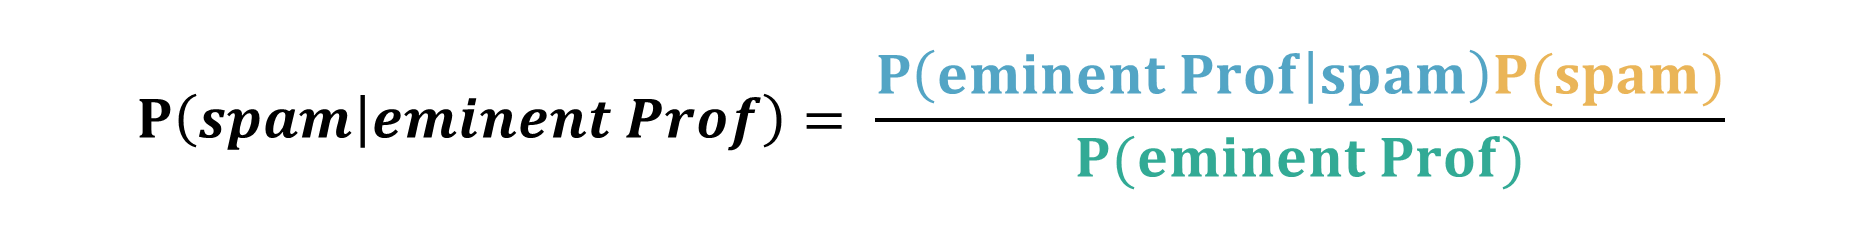 P(spam|eminent Prof) = P(eminent Prof|spam)P(spam)
P(eminent Prof)